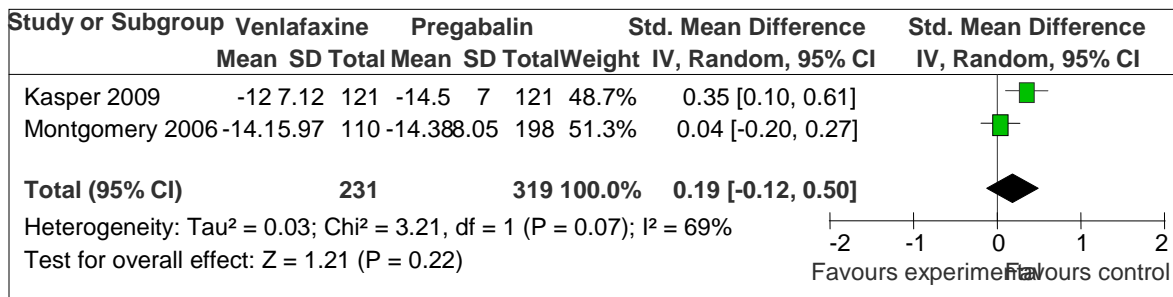 Study or Subgroup Venlafaxine Pregabalin Std. Mean Difference Std. Mean Difference
Mean SD Total Mean SD Total Weight IV, Random, 95% CI IV, Random, 95% CI
Kasper 2009 -12 7.12 121 -14.5 7 121 48.7% 0.35 [0.10, 0.61]
Montgomery 2006 -14.1 5.97 110 -14.38 8.05 198 51.3% 0.04 [-0.20, 0.27]
Total (95% CI) 231 319 100.0% 0.19 [-0.12, 0.50]
Heterogeneity: Tau² = 0.03; Chi² = 3.21, df = 1 (P = 0.07); I² = 69%
Test for overall effect: Z = 1.21 (P = 0.22)
-2 -1 0 1 2
Favours experimental Favours control